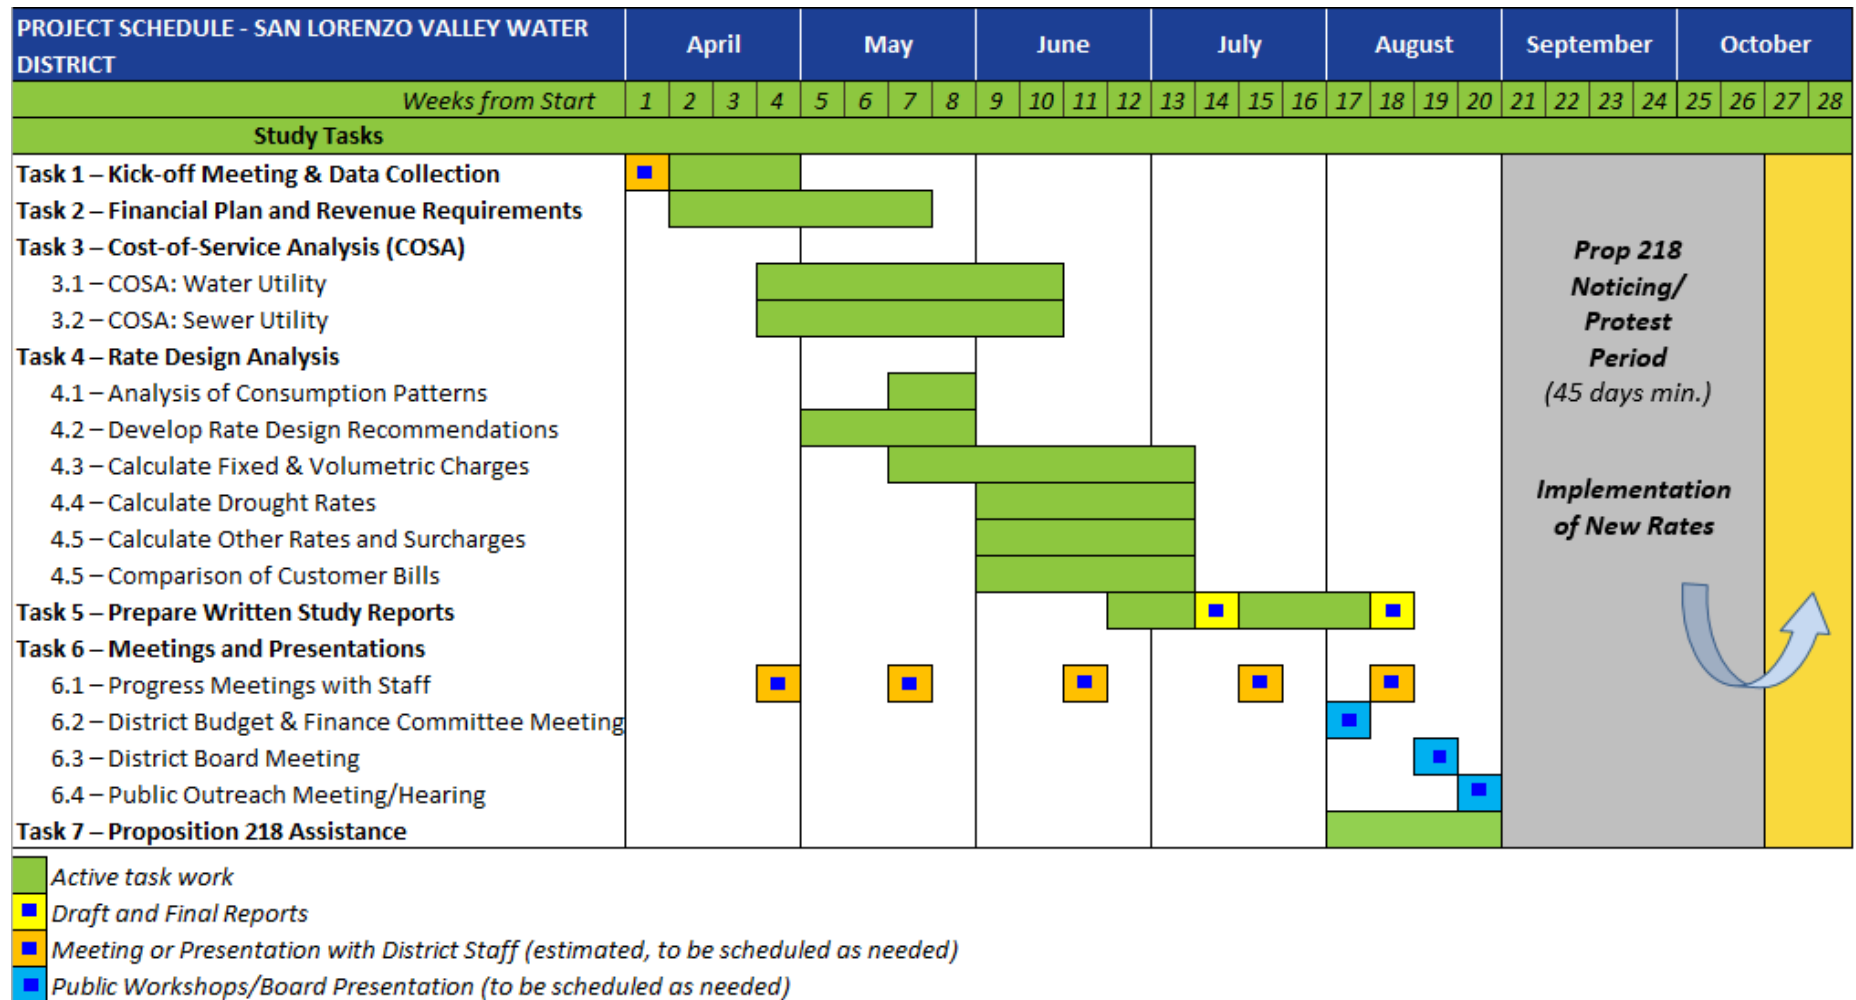 PROJECT SCHEDULE - SAN LORENZO VALLEY WATER
DISTRICT
April May June July August September October
Weeks from Start 1 2 3 4 5 6 7 8 9 10 11 12 13 14 15 16 17 18 19 20 21 22 23 24 25 26 27 28
Study Tasks
Task 1 – Kick-off Meeting & Data Collection
Task 2 – Financial Plan and Revenue Requirements
Task 3 – Cost-of-Service Analysis (COSA)
3.1 – COSA: Water Utility
3.2 – COSA: Sewer Utility
Task 4 – Rate Design Analysis
4.1 – Analysis of Consumption Patterns
4.2 – Develop Rate Design Recommendations
4.3 – Calculate Fixed & Volumetric Charges
4.4 – Calculate Drought Rates
4.5 – Calculate Other Rates and Surcharges
4.5 – Comparison of Customer Bills
Task 5 – Prepare Written Study Reports
Task 6 – Meetings and Presentations
6.1 – Progress Meetings with Staff
6.2 – District Budget & Finance Committee Meeting
6.3 – District Board Meeting
6.4 – Public Outreach Meeting/Hearing
Task 7 – Proposition 218 Assistance
Prop 218
Noticing/
Protest
Period
(45 days min.)
Implementation
of New Rates
Active task work
Draft and Final Reports
Meeting or Presentation with District Staff (estimated, to be scheduled as needed)
Public Workshops/Board Presentation (to be scheduled as needed)